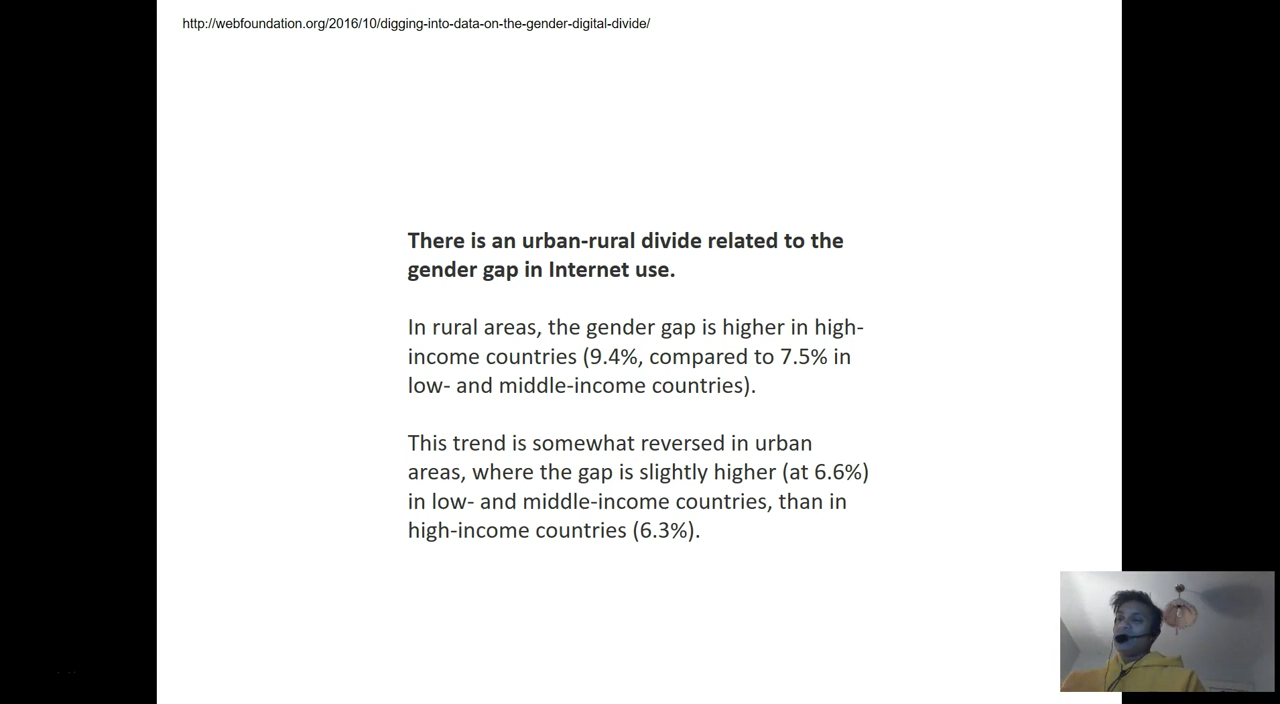 http://webfoundation.org/2016/10/digging-into-data-on-the-gender-digital-divide/
There is an urban-rural divide related to the
gender gap in Internet use.
In rural areas, the gender gap is higher in high-
income countries (9.4%, compared to 7.5% in
low- and middle-income countries).
This trend is somewhat reversed in urban
areas, where the gap is slightly higher (at 6.6%)
in low- and middle-income countries, than in
high-income countries (6.3%).